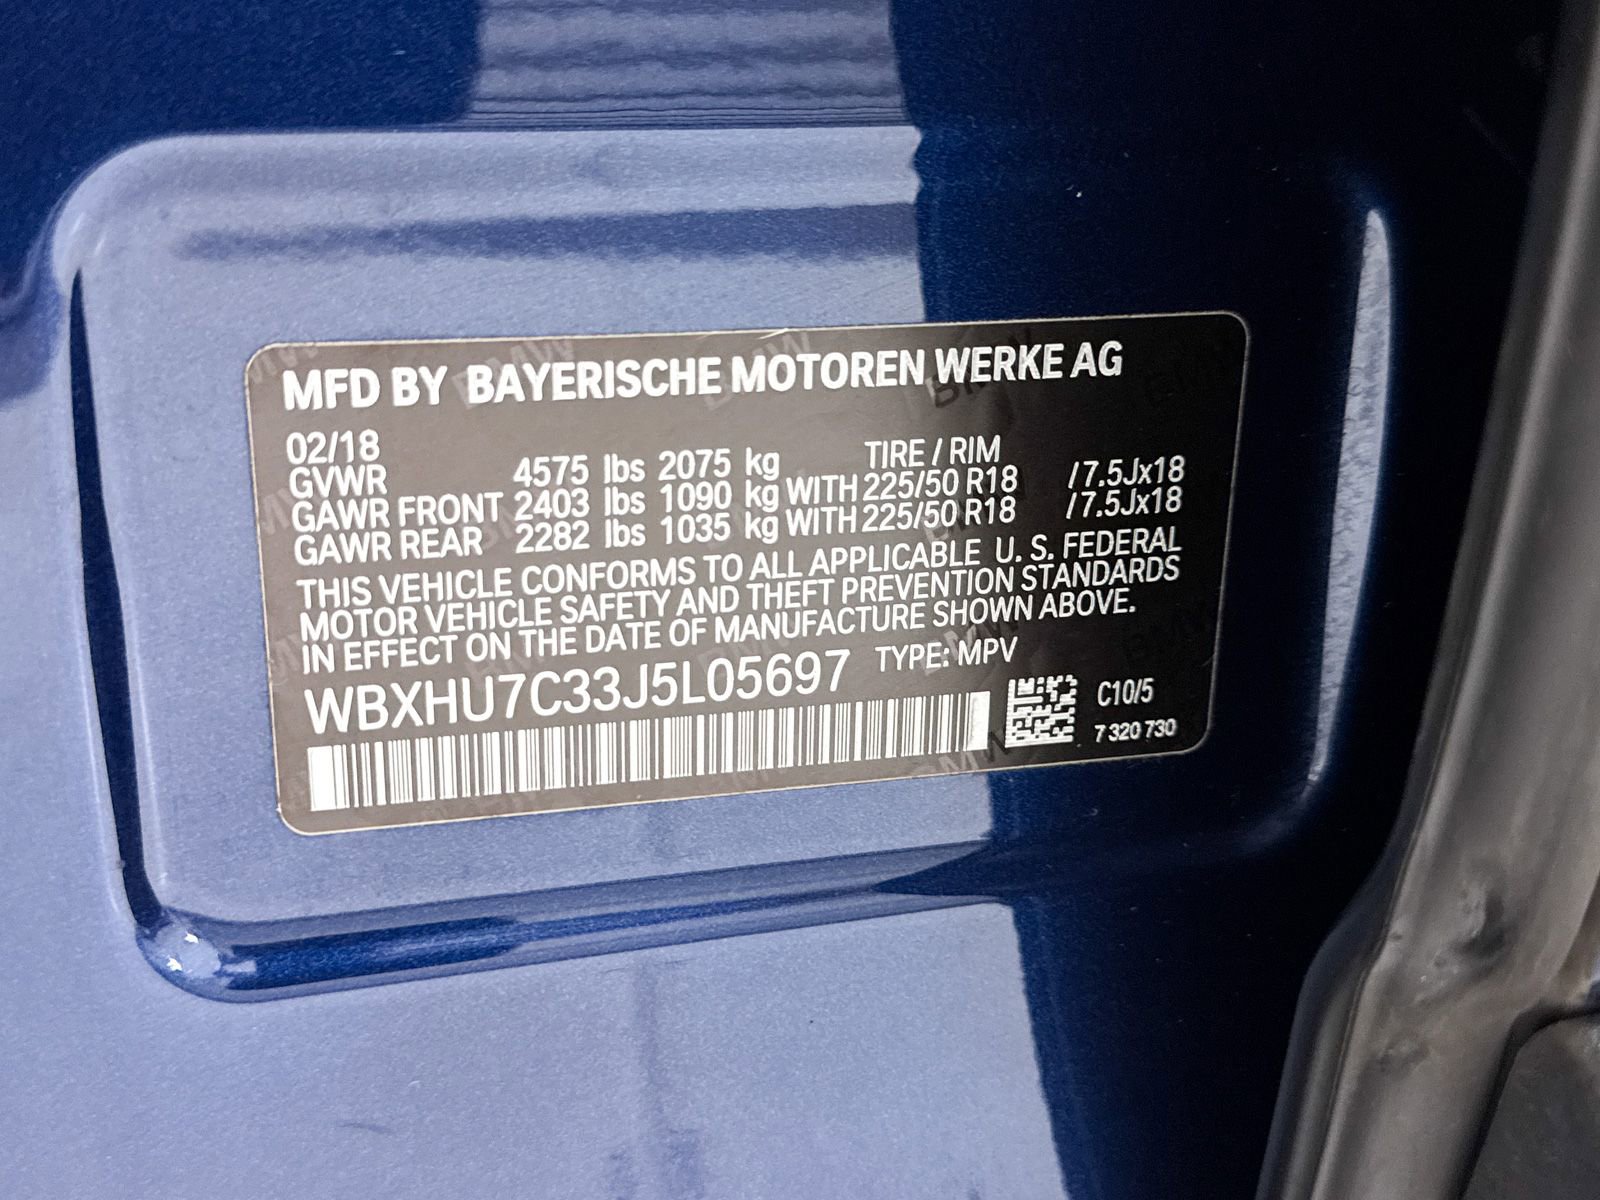 MFD BY BAYERISCHE MOTOREN WERKE AG
02/18 TIRE / RIM
GVWR 4575 lbs 2075 kg
GAWR FRONT 2403 lbs 1090 kg WITH 225/50 R18 /7.5Jx18
GAWR REAR 2282 lbs 1035 kg WITH 225/50 R18 /7.5Jx18
THIS VEHICLE CONFORMS TO ALL APPLICABLE U. S. FEDERAL
MOTOR VEHICLE SAFETY AND THEFT PREVENTION STANDARDS
IN EFFECT ON THE DATE OF MANUFACTURE SHOWN ABOVE.
WBXHU7C33J5L05697 TYPE: MPV
C10/5
7 320 730